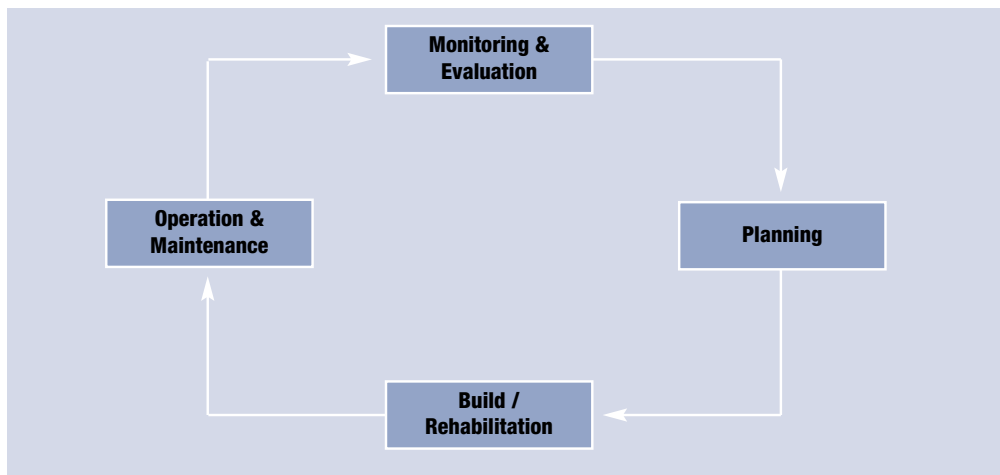 Monitoring &
Evaluation
Operation &
Maintenance
Planning
Build /
Rehabilitation